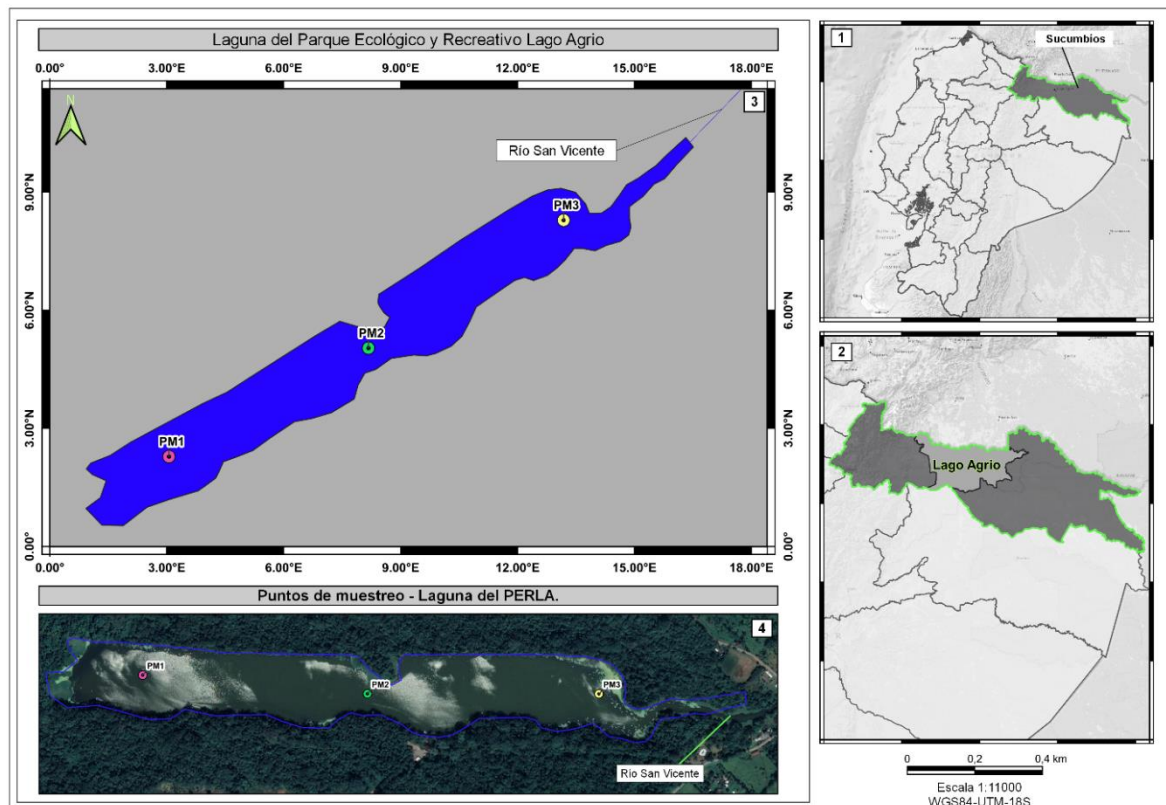 Laguna del Parque Ecológico y Recreativo Lago Agrio
0.00° 3.00°E 6.00°E 9.00°E 12.00°E 15.00°E 18.00°E
N
3
Río San Vicente
9.00°N 9.00°N
PM3
6.00°N 6.00°N
PM2
3.00°N 3.00°N
PM1
0.00° 0.00°
0.00° 3.00°E 6.00°E 9.00°E 12.00°E 15.00°E 18.00°E
Puntos de muestreo - Laguna del PERLA.
4
PM1
PM2
PM3
Río San Vicente
1
Sucumbios
2
Lago Agrio
0 0,2 0,4 km
Escala 1:11000
WGS84-UTM-18S